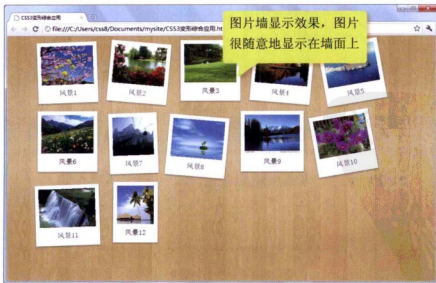 CSS3变形综合应用
file:///C:/Users/css8/Documents/mysite/CSS3变形综合应用.ht
图片墙显示效果，图片
很随意地显示在墙面上
风景1
风景2
风景3
风景4
风景5
风景6
风景7
风景8
风景9
风景10
风景11
风景12